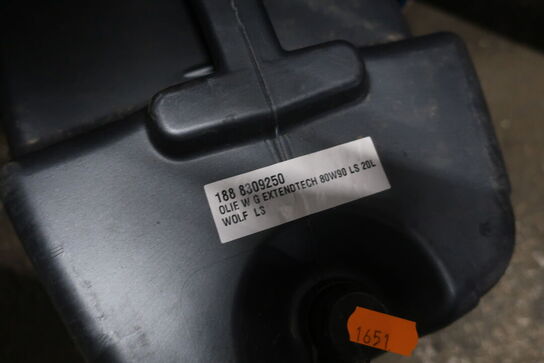 188 8309250
OLIE W G EXTENDTECH 80W90 LS 20L
WOLF LS
1651